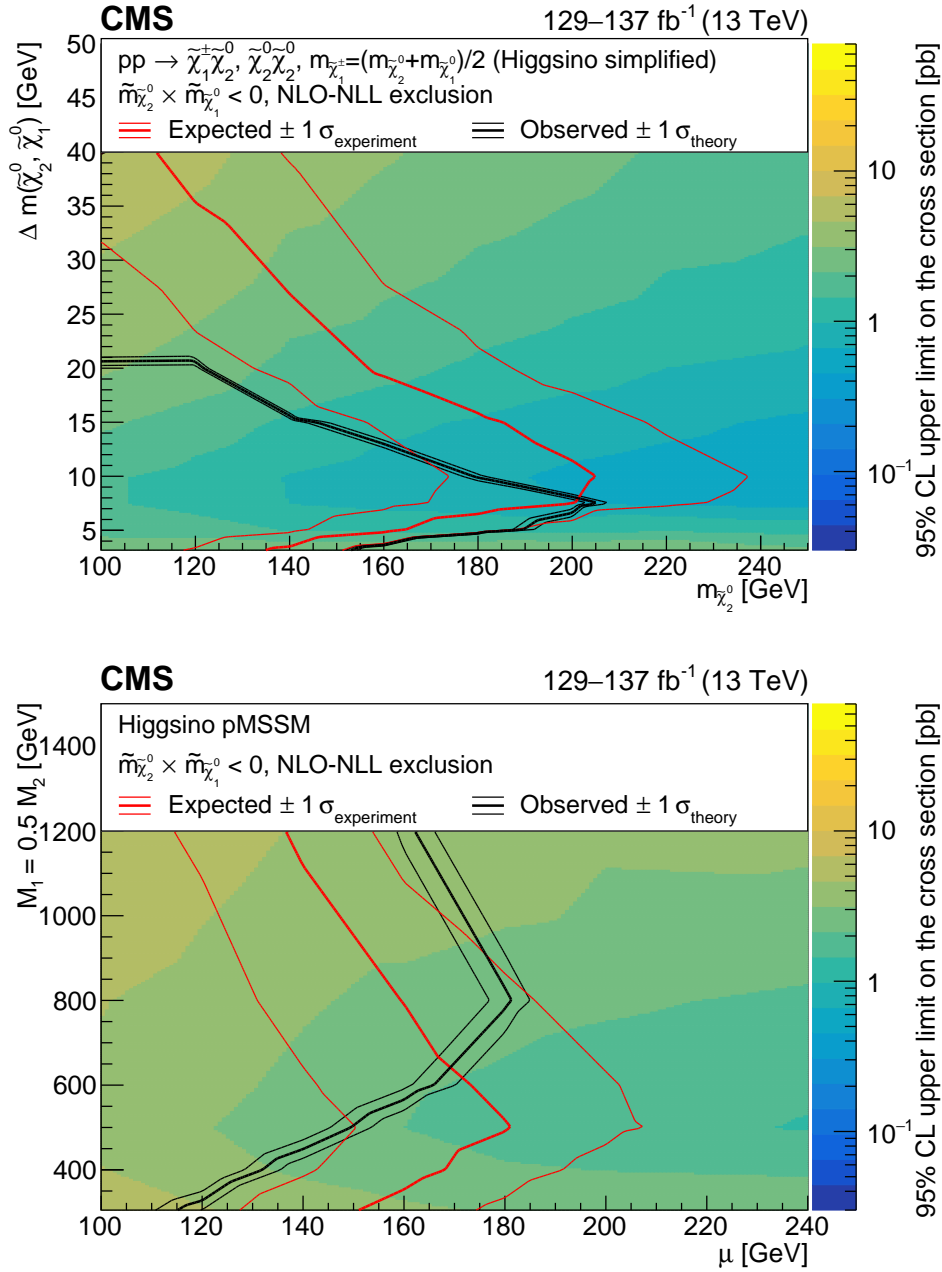 CMS 129–137 fb⁻¹ (13 TeV)
pp → χ̃₁^± χ̃₂⁰, χ̃₂⁰ χ̃₂⁰, m_χ̃₁^± =(m_χ̃₂⁰ +m_χ̃₁⁰)/2 (Higgsino simplified)
m̃_χ̃₂⁰ × m̃_χ̃₁⁰ < 0, NLO-NLL exclusion
Expected ± 1 σ_experiment Observed ± 1 σ_theory
Δ m(χ̃₂⁰, χ̃₁⁰) [GeV]
50
45
40
35
30
25
20
15
10
5
100 120 140 160 180 200 220 240
m_χ̃₂⁰ [GeV]
10
1
10⁻¹
95% CL upper limit on the cross section [pb]
CMS 129–137 fb⁻¹ (13 TeV)
Higgsino pMSSM
m̃_χ̃₂⁰ × m̃_χ̃₁⁰ < 0, NLO-NLL exclusion
Expected ± 1 σ_experiment Observed ± 1 σ_theory
M₁ = 0.5 M₂ [GeV]
1400
1200
1000
800
600
400
100 120 140 160 180 200 220 240
μ [GeV]
10
1
10⁻¹
95% CL upper limit on the cross section [pb]